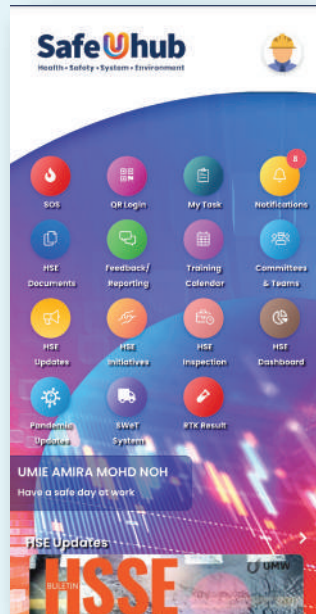 SafeUhub
Health • Safety • System • Environment
8
SOS
QR Login
My Task
Notifications
HSE
Documents
Feedback/
Reporting
Training
Calendar
Committees
& Teams
HSE
Updates
HSE
Initiatives
HSE
Inspection
HSE
Dashboard
Pandemic
Updates
SWeT
System
RTK Result
UMIE AMIRA MOHD NOH
Have a safe day at work
HSE Updates
UMW
BULLETIN
HSSE